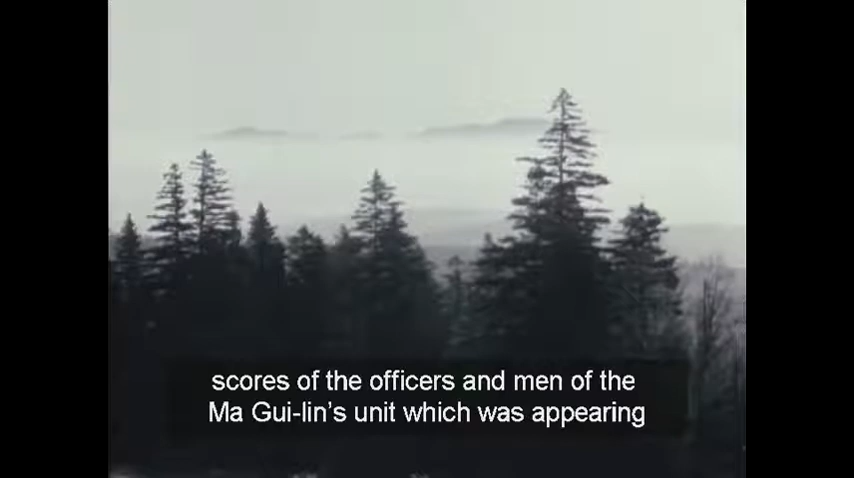 scores of the officers and men of the
Ma Gui-lin’s unit which was appearing